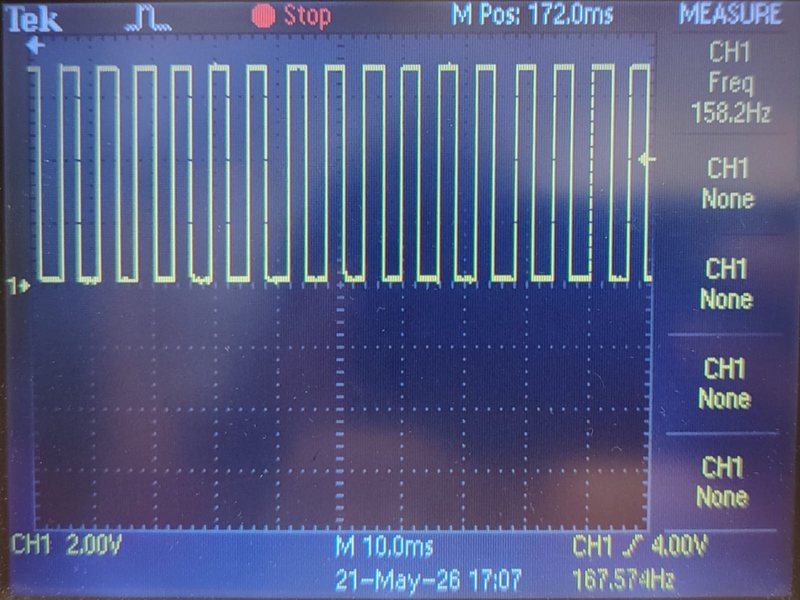 Tek Stop M Pos: 172.0ms MEASURE
CH1
Freq
158.2Hz
CH1
None
CH1
None
CH1
None
CH1
None
1
CH1 2.00V M 10.0ms CH1 4.00V
21-May-26 17:07 167.574Hz